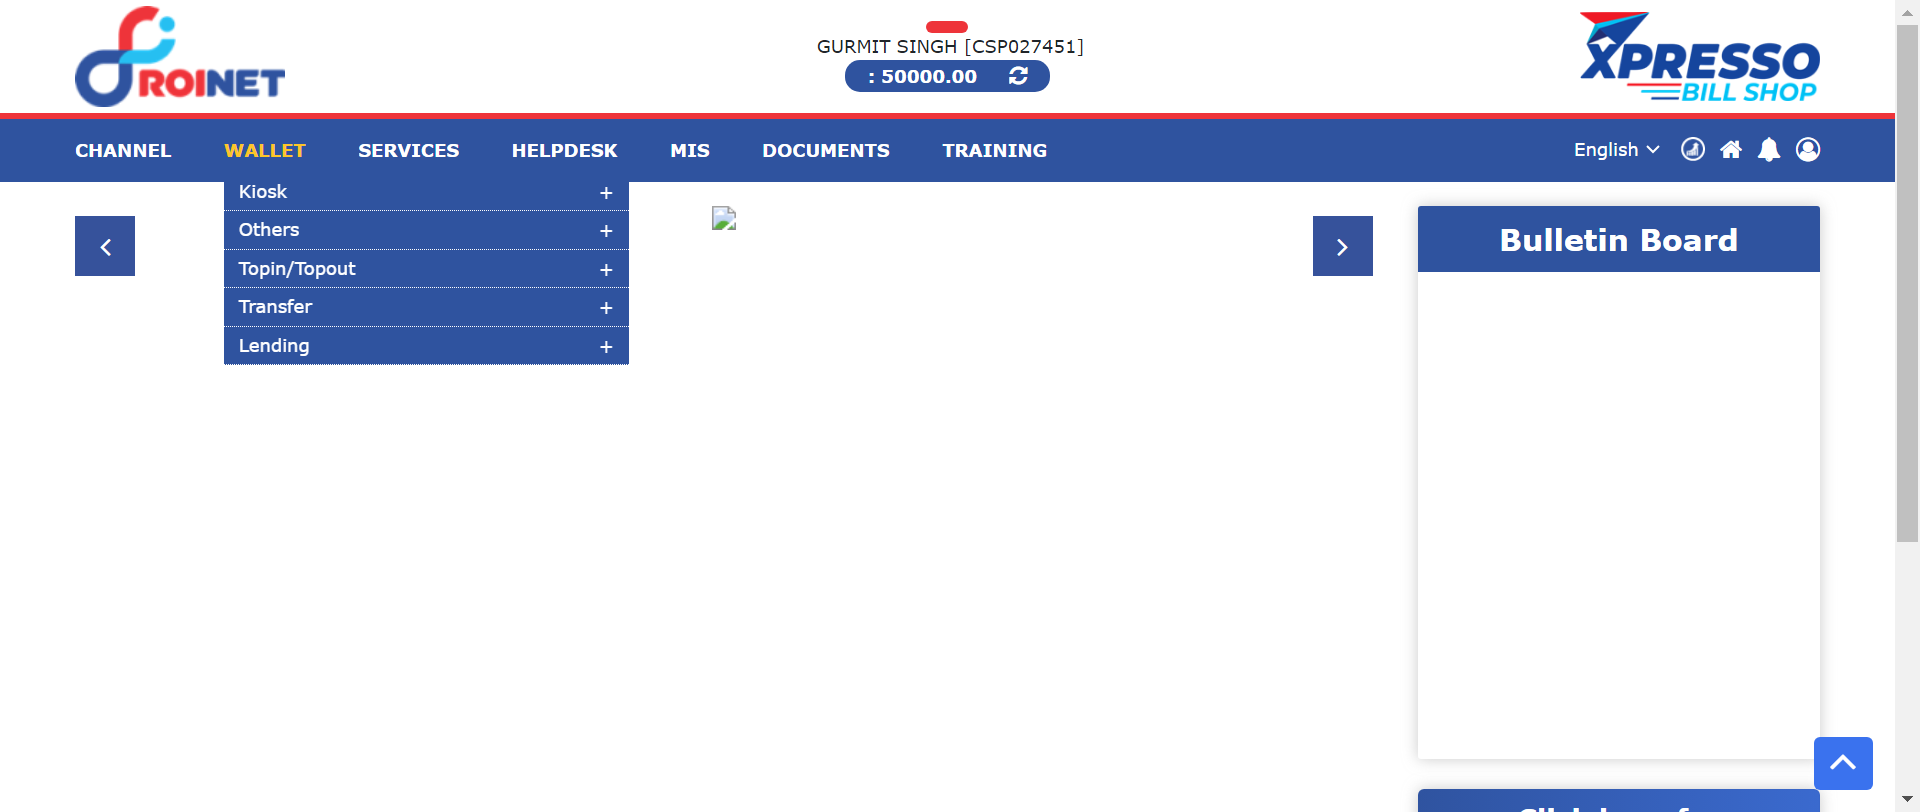 ROINET
GURMIT SINGH [CSP027451]
: 50000.00
XPRESSO
BILL SHOP
CHANNEL WALLET SERVICES HELPDESK MIS DOCUMENTS TRAINING English
Kiosk +
Others +
Topin/Topout +
Transfer +
Lending +
Bulletin Board